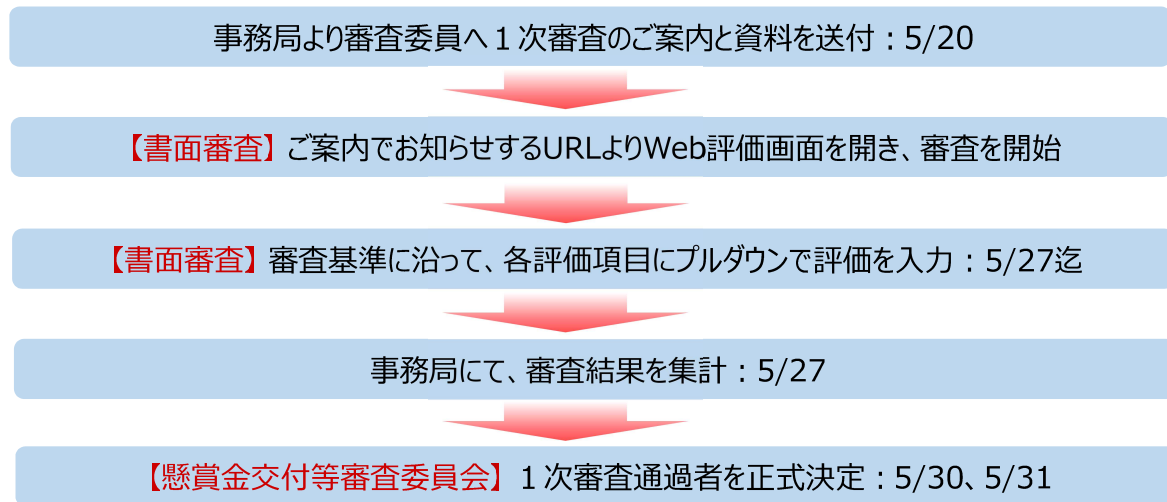 事務局より審査委員へ１次審査のご案内と資料を送付：5/20
【書面審査】ご案内でお知らせするURLよりWeb評価画面を開き、審査を開始
【書面審査】審査基準に沿って、各評価項目にプルダウンで評価を入力：5/27迄
事務局にて、審査結果を集計：5/27
【懸賞金交付等審査委員会】１次審査通過者を正式決定：5/30、5/31